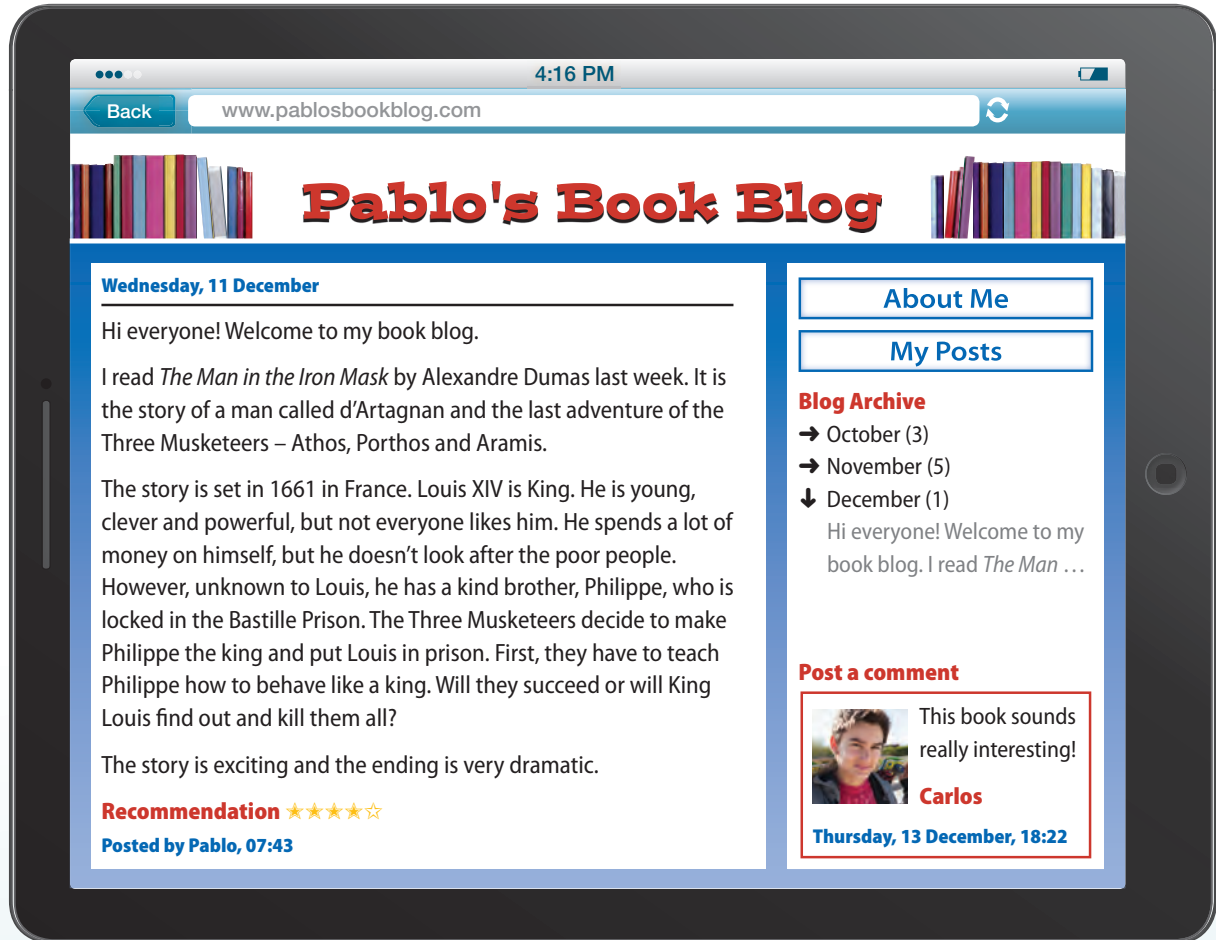 4:16 PM
Back
www.pablosbookblog.com
Pablo's Book Blog
Wednesday, 11 December
Hi everyone! Welcome to my book blog.
I read The Man in the Iron Mask by Alexandre Dumas last week. It is
the story of a man called d’Artagnan and the last adventure of the
Three Musketeers – Athos, Porthos and Aramis.
The story is set in 1661 in France. Louis XIV is King. He is young,
clever and powerful, but not everyone likes him. He spends a lot of
money on himself, but he doesn’t look after the poor people.
However, unknown to Louis, he has a kind brother, Philippe, who is
locked in the Bastille Prison. The Three Musketeers decide to make
Philippe the king and put Louis in prison. First, they have to teach
Philippe how to behave like a king. Will they succeed or will King
Louis find out and kill them all?
The story is exciting and the ending is very dramatic.
Recommendation
Posted by Pablo, 07:43
About Me
My Posts
Blog Archive
October (3)
November (5)
December (1)
Hi everyone! Welcome to my
book blog. I read The Man …
Post a comment
This book sounds
really interesting!
Carlos
Thursday, 13 December, 18:22